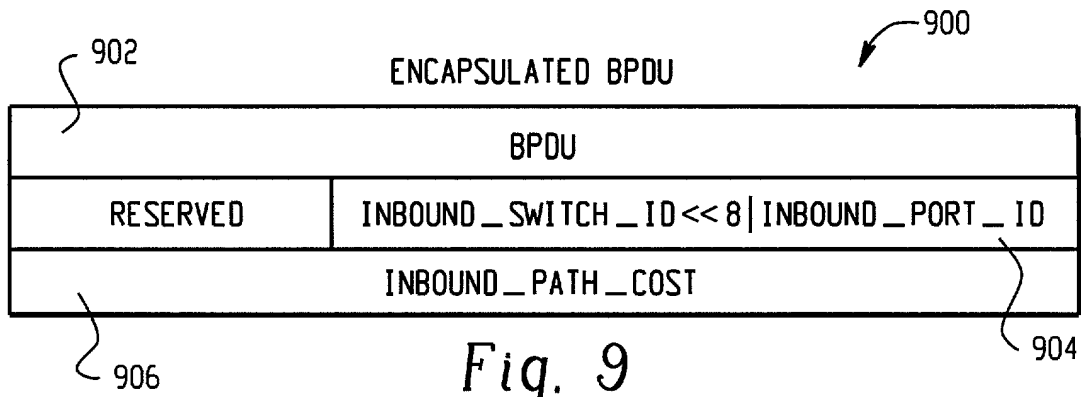 900
902
ENCAPSULATED BPDU
BPDU
RESERVED
INBOUND_SWITCH_ID<<8|INBOUND_PORT_ID
INBOUND_PATH_COST
904
906
Fig. 9